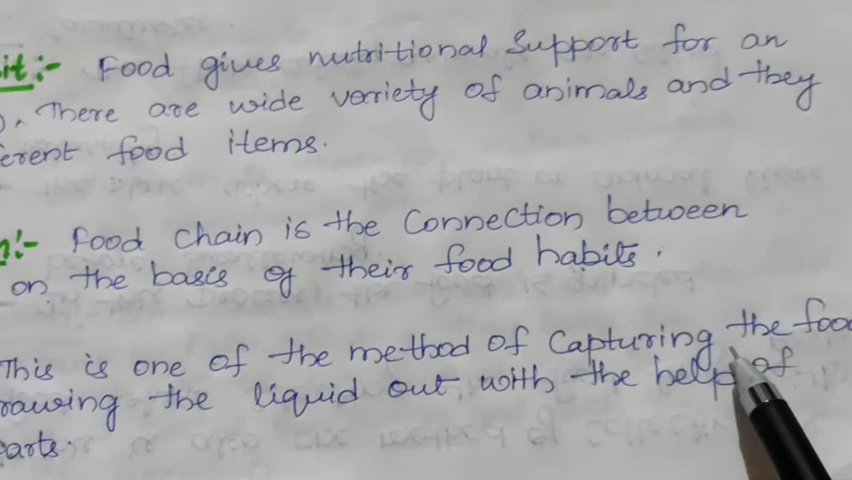 it:- Food gives nutritional Support for an
). There are wide variety of animals and they
erent food items.
n:- Food chain is the Connection between
on the basis of their food habits.
This is one of the method of Capturing the food
rawing the liquid out with the help of
arts.